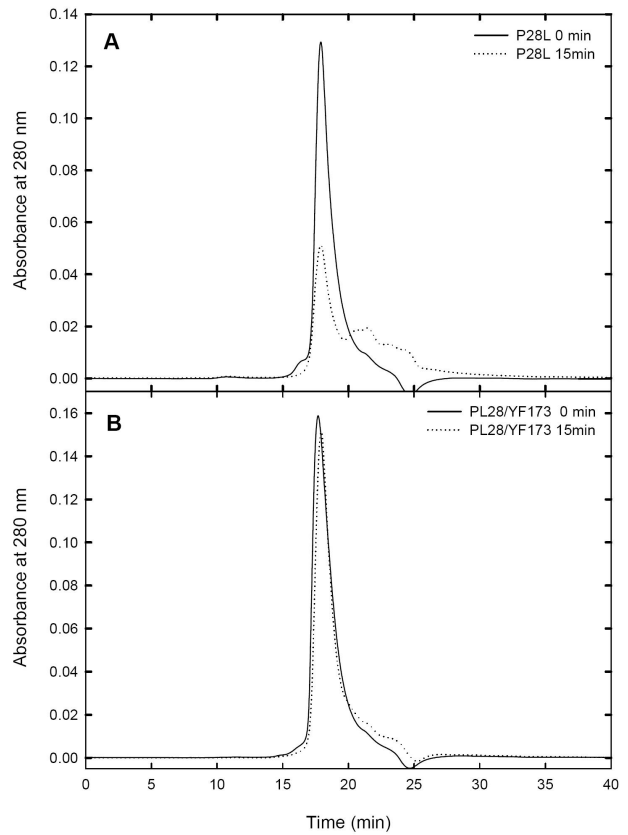 A
P28L 0 min
P28L 15min
Absorbance at 280 nm
0.14
0.12
0.10
0.08
0.06
0.04
0.02
0.00
B
PL28/YF173 0 min
PL28/YF173 15min
Absorbance at 280 nm
0.16
0.14
0.12
0.10
0.08
0.06
0.04
0.02
0.00
0 5 10 15 20 25 30 35 40
Time (min)